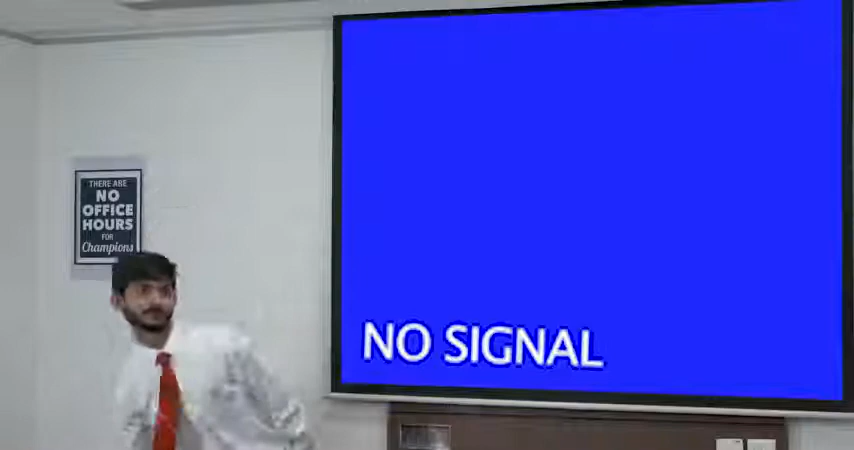 THERE ARE
NO
OFFICE
HOURS
FOR
Champions
NO SIGNAL